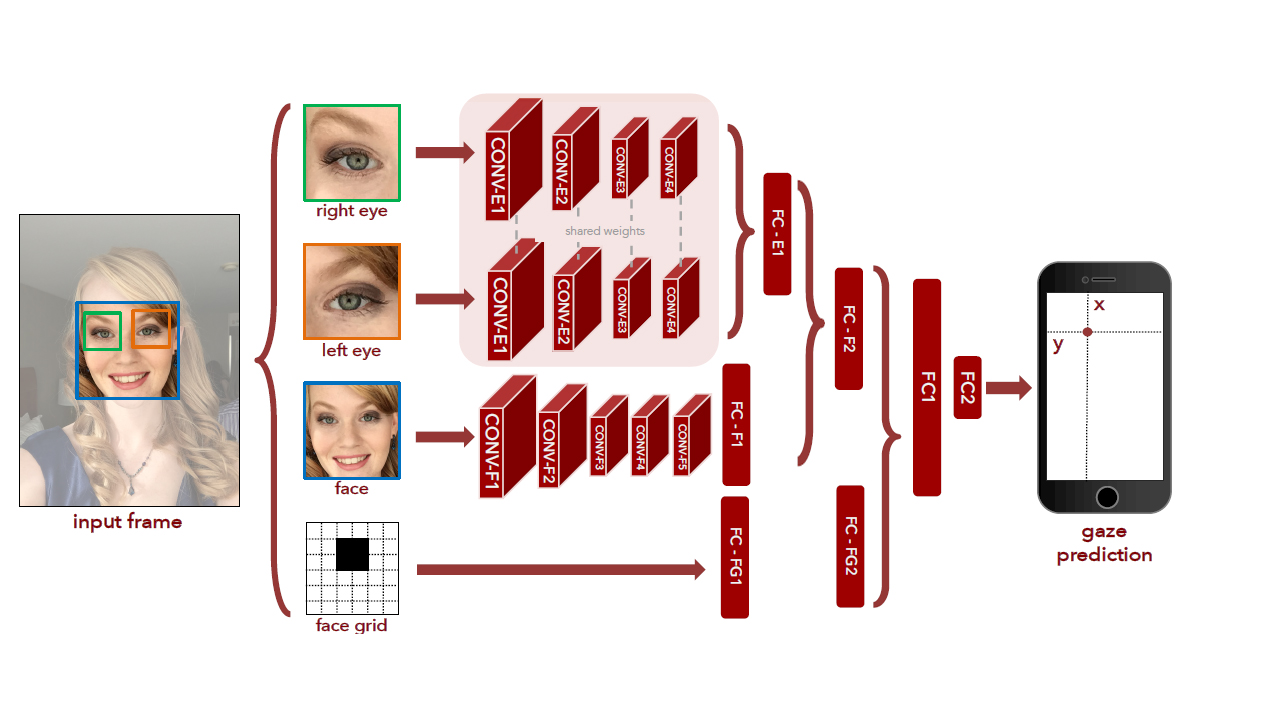 right eye
left eye
face
face grid
input frame
CONV-E1
CONV-E2
CONV-E3
CONV-E4
shared weights
CONV-E1
CONV-E2
CONV-E3
CONV-E4
CONV-F1
CONV-F2
CONV-F3
CONV-F4
CONV-F5
FC - E1
FC - F1
FC - FG1
FC - F2
FC - FG2
FC1
FC2
x
y
gaze
prediction